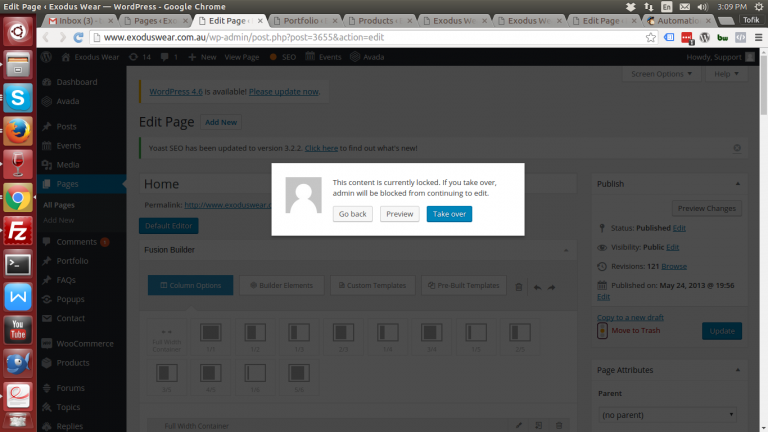 Edit Page ‹ Exodus Wear — WordPress - Google Chrome
En
3:09 PM
Inbox (3)
Pages ‹ Exo
Edit Page ‹
Portfolio
Products ‹
Exodus Wea
Exodus Wea
Edit Page ‹
Automation
Tofik
www.exoduswear.com.au/wp-admin/post.php?post=3655&action=edit
Exodus Wear
14
1
New
View Page
SEO
Events
Avada
Howdy, Support
Dashboard
Avada
Posts
Events
Media
Pages
All Pages
Add New
Comments
Portfolio
FAQs
Popups
Contact
WooCommerce
Products
Forums
Topics
Replies
Screen Options
Help
WordPress 4.6 is available! Please update now.
Edit Page
Add New
Yoast SEO has been updated to version 3.2.2. Click here to find out what's new!
Home
Permalink: http://www.exoduswear.
Default Editor
This content is currently locked. If you take over,
admin will be blocked from continuing to edit.
Go back
Preview
Take over
Fusion Builder
Column Options
Builder Elements
Custom Templates
Pre-Built Templates
Full Width
Container
1/1
1/2
1/3
2/3
1/4
3/4
1/5
2/5
3/5
4/5
1/6
5/6
Full Width Container
Publish
Preview Changes
Status: Published Edit
Visibility: Public Edit
Revisions: 121 Browse
Published on: May 24, 2013 @ 19:56
Edit
Copy to a new draft
Move to Trash
Update
Page Attributes
Parent
(no parent)
You
Tube